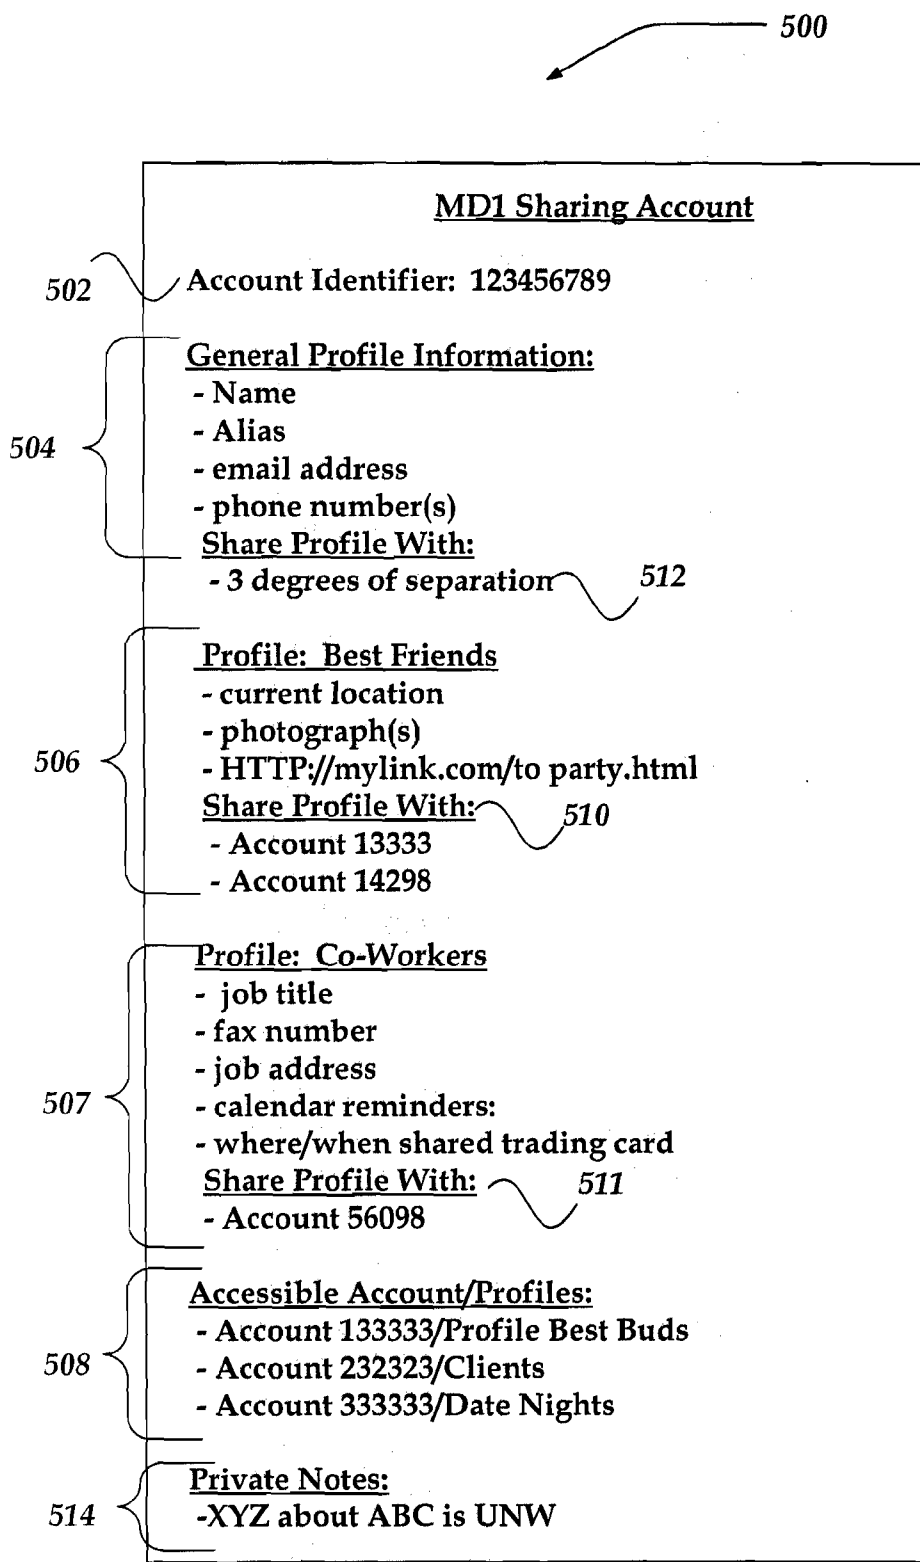 500
MD1 Sharing Account
502
Account Identifier: 123456789
504
General Profile Information:
- Name
- Alias
- email address
- phone number(s)
Share Profile With:
- 3 degrees of separation
512
506
Profile: Best Friends
- current location
- photograph(s)
- HTTP://mylink.com/to party.html
Share Profile With:
510
- Account 13333
- Account 14298
507
Profile: Co-Workers
- job title
- fax number
- job address
- calendar reminders:
- where/when shared trading card
Share Profile With:
511
- Account 56098
508
Accessible Account/Profiles:
- Account 133333/Profile Best Buds
- Account 232323/Clients
- Account 333333/Date Nights
514
Private Notes:
-XYZ about ABC is UNW